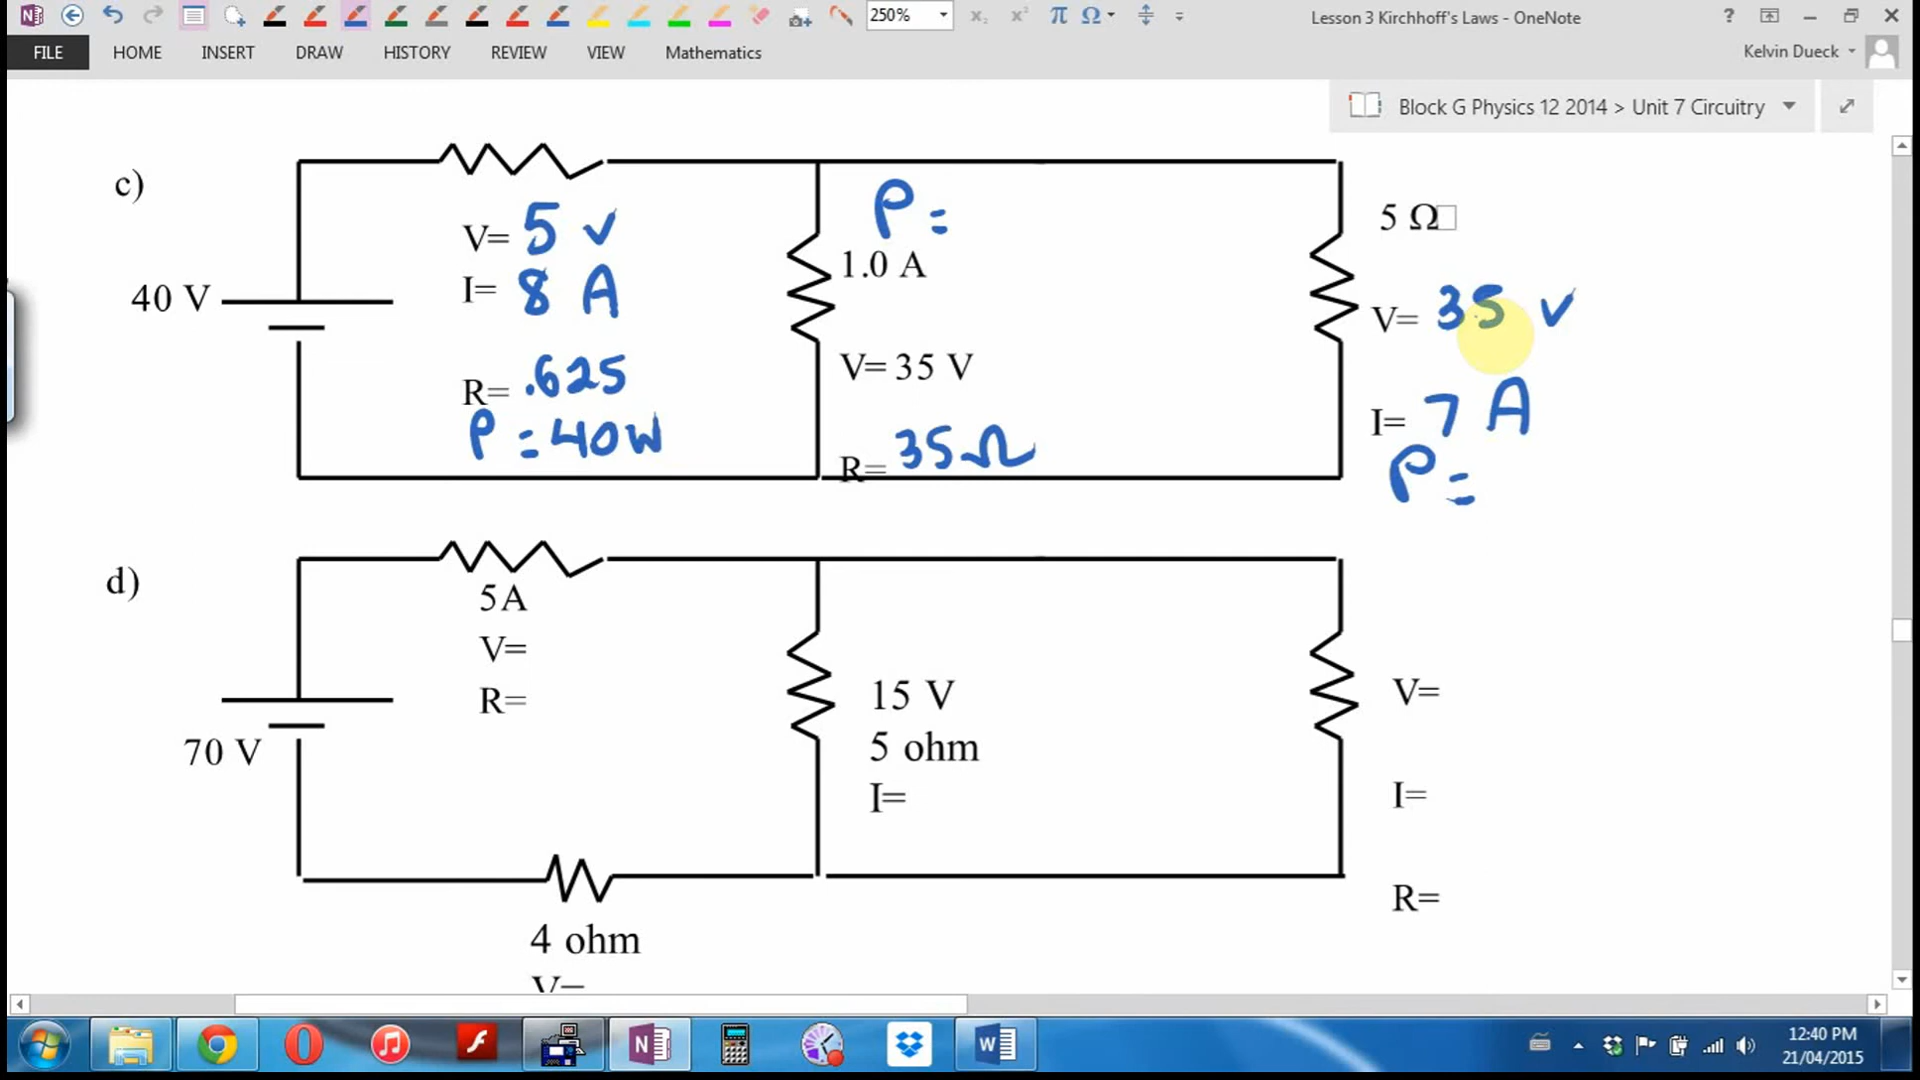 250%
x₂ x² π Ω
Lesson 3 Kirchhoff's Laws - OneNote
?
FILE HOME INSERT DRAW HISTORY REVIEW VIEW Mathematics
Kelvin Dueck
Block G Physics 12 2014 > Unit 7 Circuitry
c)
40 V
V= 5 V
I= 8 A
R= .625
P = 40W
P =
1.0 A
V= 35 V
R= 35Ω
5 Ω
V= 35 V
I= 7 A
P =
d)
70 V
5A
V=
R=
15 V
5 ohm
I=
V=
I=
R=
4 ohm
V=
12:40 PM
21/04/2015